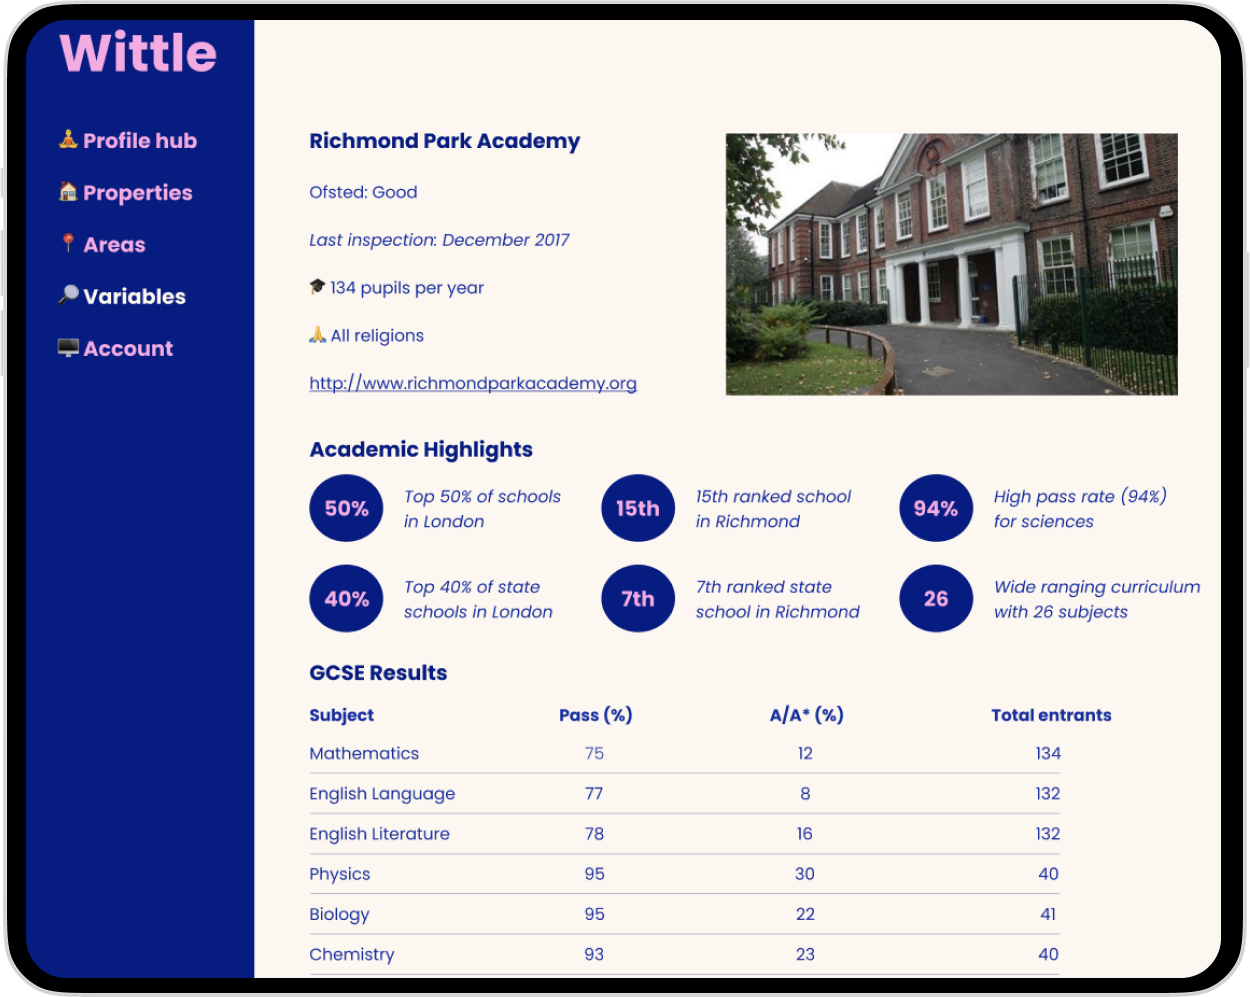 Wittle
Profile hub
Properties
Areas
Variables
Account
Richmond Park Academy
Ofsted: Good
Last inspection: December 2017
134 pupils per year
All religions
http://www.richmondparkacademy.org
Academic Highlights
50%
Top 50% of schools
in London
15th
15th ranked school
in Richmond
94%
High pass rate (94%)
for sciences
40%
Top 40% of state
schools in London
7th
7th ranked state
school in Richmond
26
Wide ranging curriculum
with 26 subjects
GCSE Results
Subject Pass (%) A/A* (%) Total entrants
Mathematics 75 12 134
English Language 77 8 132
English Literature 78 16 132
Physics 95 30 40
Biology 95 22 41
Chemistry 93 23 40